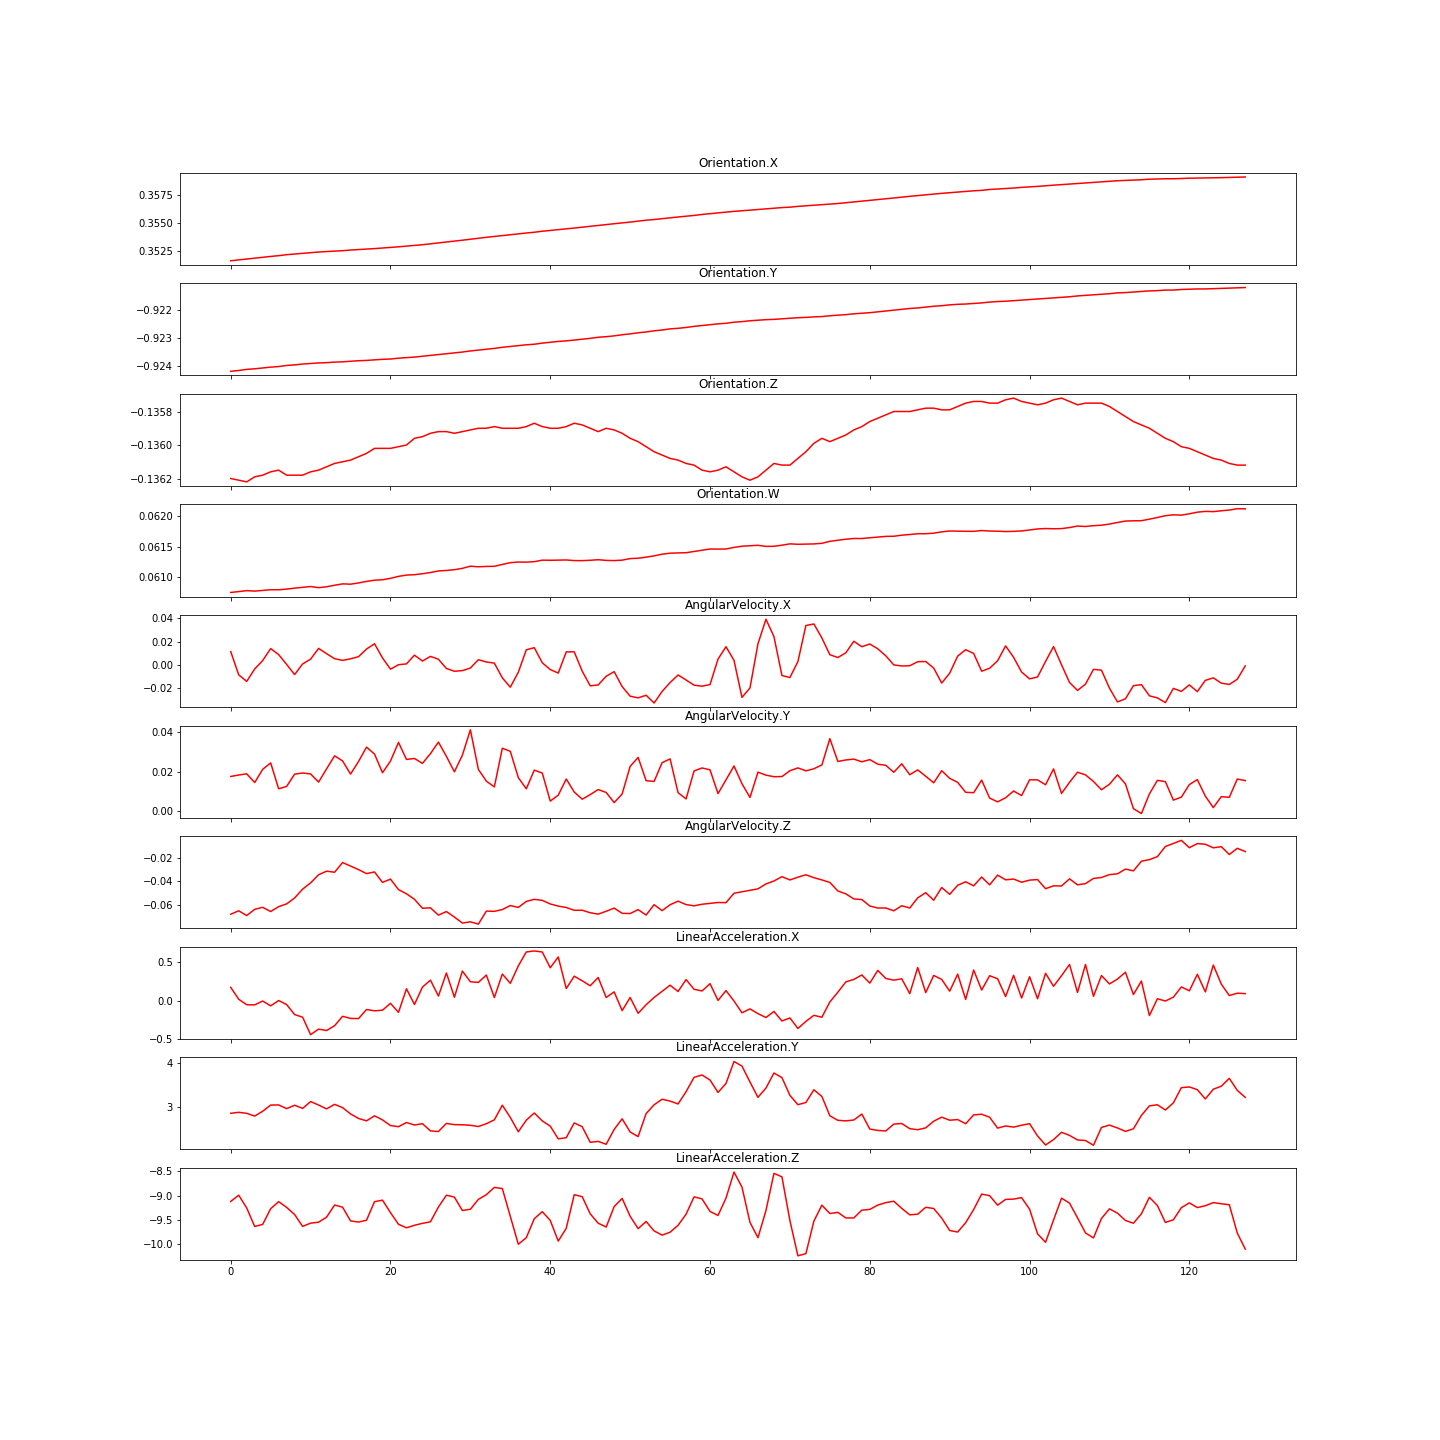 Orientation.X
0.3575
0.3550
0.3525
Orientation.Y
−0.922
−0.923
−0.924
Orientation.Z
−0.1358
−0.1360
−0.1362
Orientation.W
0.0620
0.0615
0.0610
AngularVelocity.X
0.04
0.02
0.00
−0.02
AngularVelocity.Y
0.04
0.02
0.00
AngularVelocity.Z
−0.02
−0.04
−0.06
LinearAcceleration.X
0.5
0.0
−0.5
LinearAcceleration.Y
4
3
LinearAcceleration.Z
−8.5
−9.0
−9.5
−10.0
0 20 40 60 80 100 120